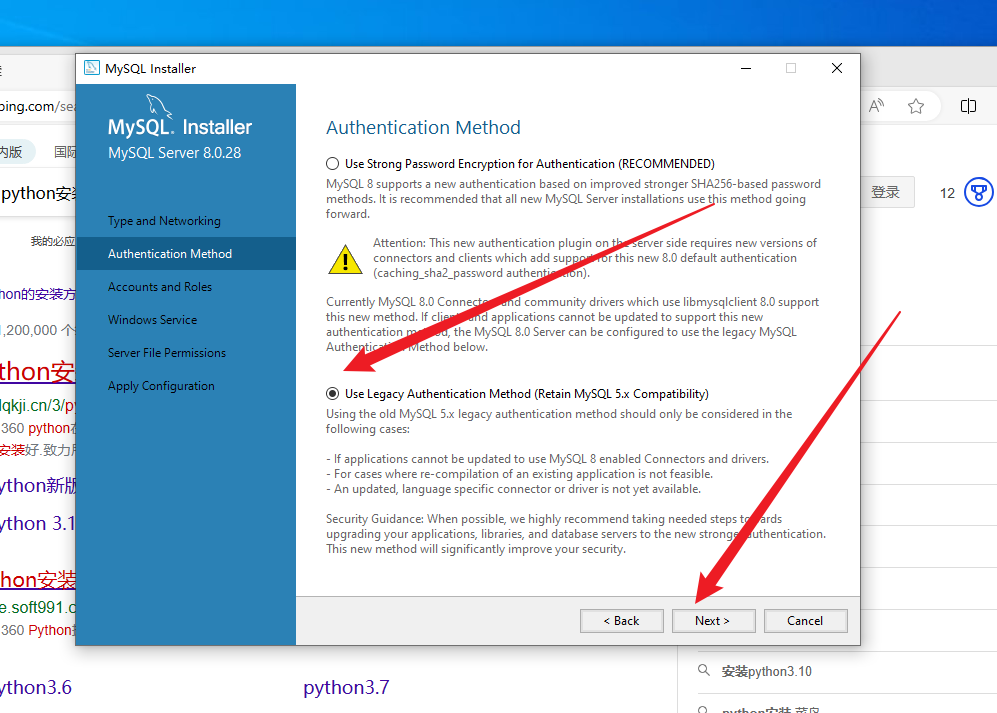 MySQL Installer
bing.com/sea
A
内版
国际
python安装
登录
12
MySQL. Installer
MySQL Server 8.0.28
Authentication Method
Use Strong Password Encryption for Authentication (RECOMMENDED)
MySQL 8 supports a new authentication based on improved stronger SHA256-based password
methods. It is recommended that all new MySQL Server installations use this method going
forward.
Type and Networking
Authentication Method
Accounts and Roles
Windows Service
Server File Permissions
Apply Configuration
Attention: This new authentication plugin on the server side requires new versions of
connectors and clients which add support for this new 8.0 default authentication
(caching_sha2_password authentication).
Currently MySQL 8.0 Connectors and community drivers which use libmysqlclient 8.0 support
this new method. If clients and applications cannot be updated to support this new
authentication method, the MySQL 8.0 Server can be configured to use the legacy MySQL
Authentication Method below.
Use Legacy Authentication Method (Retain MySQL 5.x Compatibility)
Using the old MySQL 5.x legacy authentication method should only be considered in the
following cases:
- If applications cannot be updated to use MySQL 8 enabled Connectors and drivers.
- For cases where re-compilation of an existing application is not feasible.
- An updated, language specific connector or driver is not yet available.
Security Guidance: When possible, we highly recommend taking needed steps towards
upgrading your applications, libraries, and database servers to the new stronger authentication.
This new method will significantly improve your security.
< Back
Next >
Cancel
我的必应
hon的安装方
1,200,000 个
thon安
lqkji.cn/3/py
360 python在
安装好.致力用
ython新版
ython 3.1
hon安装
e.soft991.c
360 Python
ython3.6
python3.7
安装python3.10
python安装 菜鸟